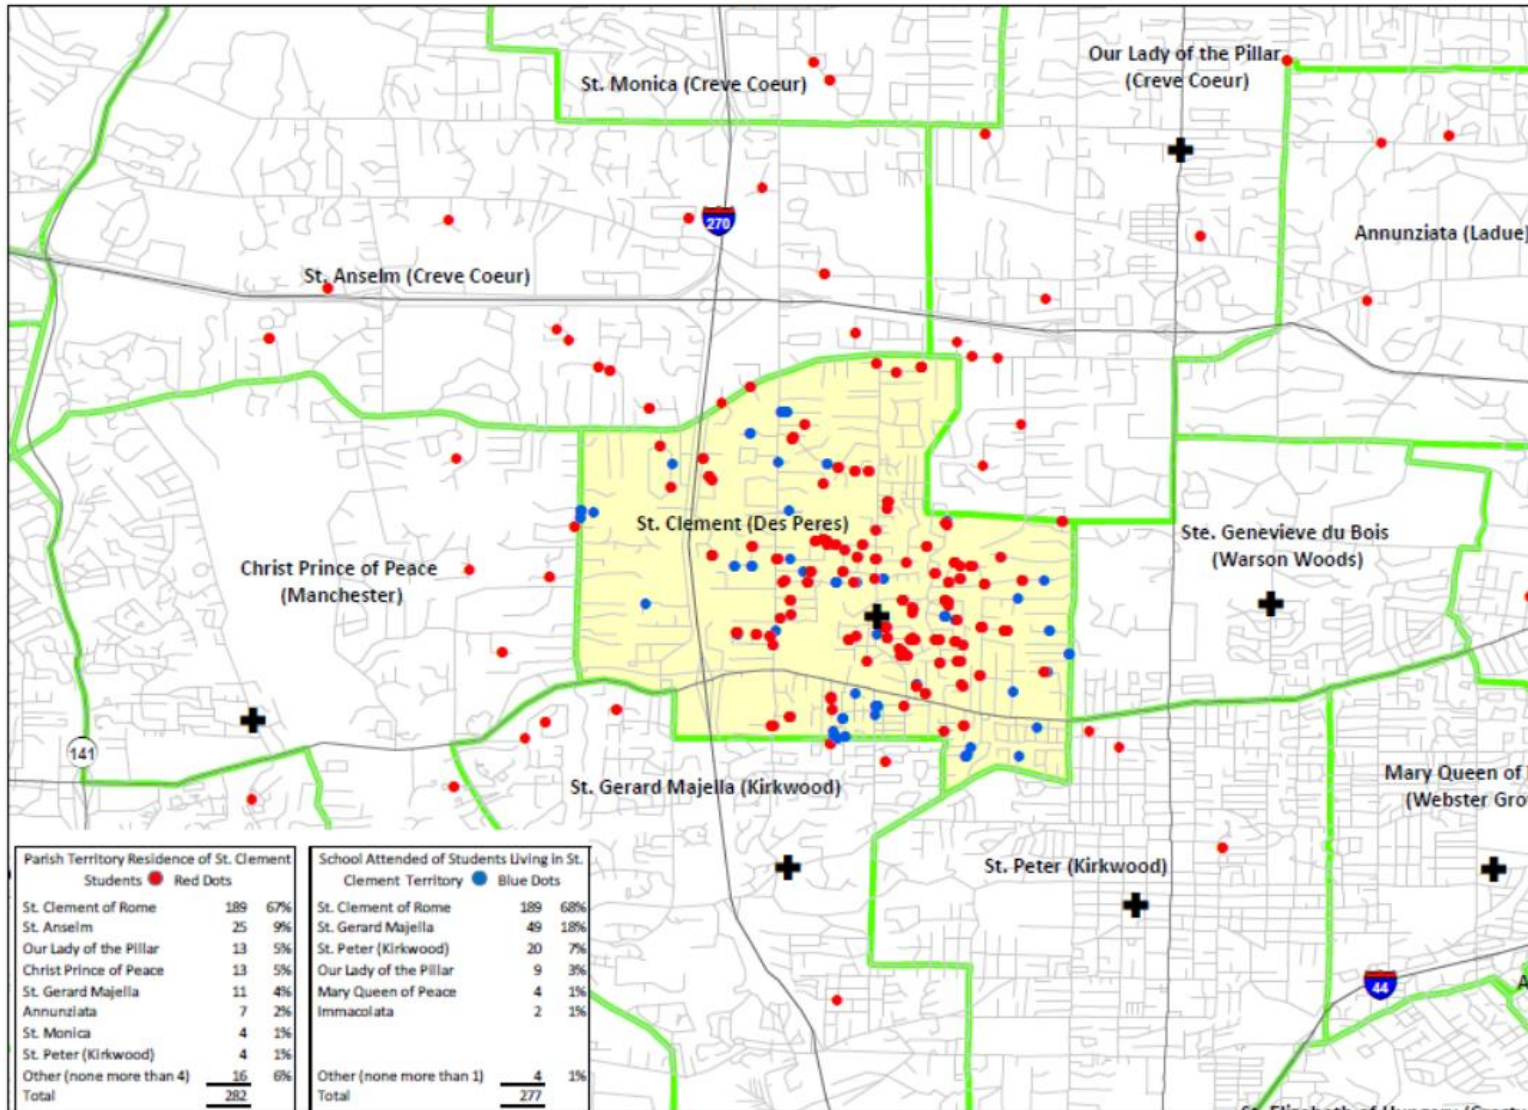 Our Lady of the Pillar
(Creve Coeur)
St. Monica (Creve Coeur)
270
Annunziata (Ladue)
St. Anselm (Creve Coeur)
St. Clement (Des Peres)
Ste. Genevieve du Bois
(Warson Woods)
Christ Prince of Peace
(Manchester)
141
St. Gerard Majella (Kirkwood)
Mary Queen of
(Webster Gro
St. Peter (Kirkwood)
44
A
Parish Territory Residence of St. Clement
Students Red Dots
St. Clement of Rome 189 67%
St. Anselm 25 9%
Our Lady of the Pillar 13 5%
Christ Prince of Peace 13 5%
St. Gerard Majella 11 4%
Annunziata 7 2%
St. Monica 4 1%
St. Peter (Kirkwood) 4 1%
Other (none more than 4) 16 6%
Total 282
School Attended of Students Living in St.
Clement Territory Blue Dots
St. Clement of Rome 189 68%
St. Gerard Majella 49 18%
St. Peter (Kirkwood) 20 7%
Our Lady of the Pillar 9 3%
Mary Queen of Peace 4 1%
Immacolata 2 1%
Other (none more than 1) 4 1%
Total 277